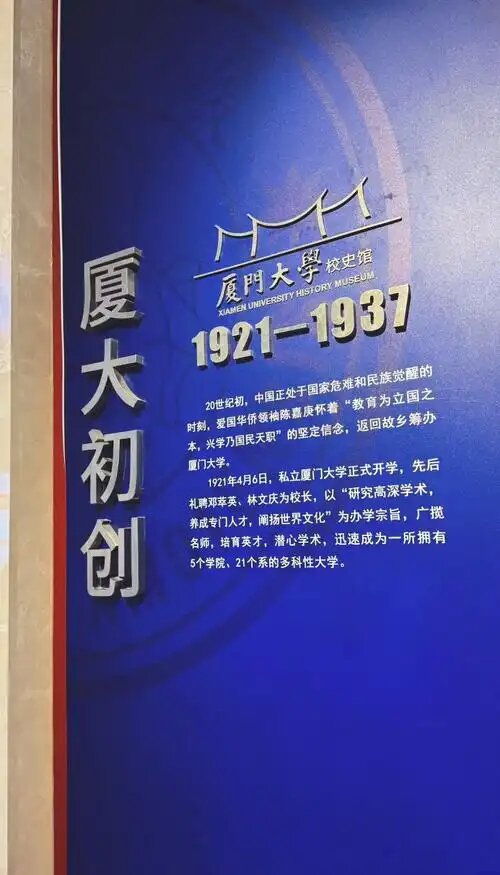 厦大初创
厦門大學 校史馆
XIAMEN UNIVERSITY HISTORY MUSEUM
1921—1937
20世纪初，中国正处于国家危难和民族觉醒的
时刻，爱国华侨领袖陈嘉庚怀着“教育为立国之
本，兴学乃国民天职”的坚定信念，返回故乡筹办
厦门大学。
1921年4月6日，私立厦门大学正式开学，先后
礼聘邓萃英、林文庆为校长，以“研究高深学术，
养成专门人才，阐扬世界文化”为办学宗旨，广揽
名师，培育英才，潜心学术，迅速成为一所拥有
5个学院、21个系的多科性大学。